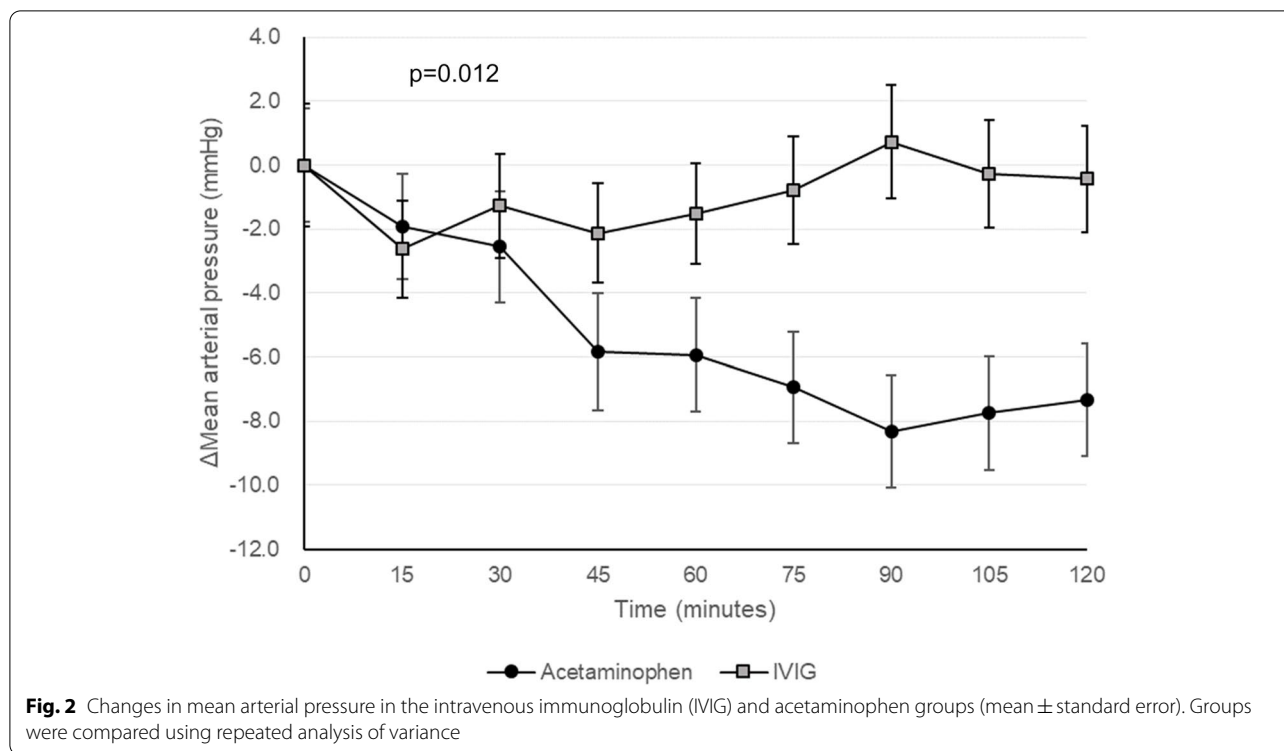 4.0
p=0.012
2.0
0.0
-2.0
-4.0
-6.0
-8.0
-10.0
-12.0
ΔMean arterial pressure (mmHg)
0 15 30 45 60 75 90 105 120
Time (minutes)
Acetaminophen IVIG
Fig. 2 Changes in mean arterial pressure in the intravenous immunoglobulin (IVIG) and acetaminophen groups (mean ± standard error). Groups
were compared using repeated analysis of variance